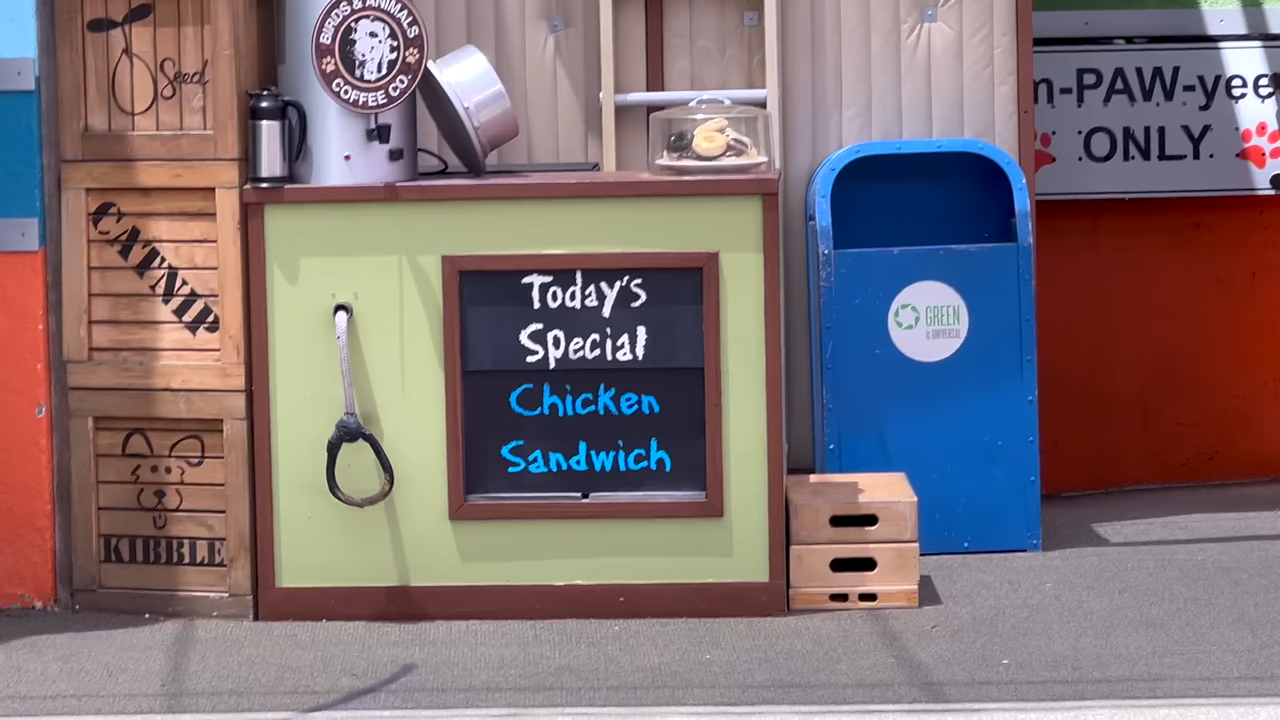 Seed
CATNIP
KIBBLE
BIRDS & ANIMALS
COFFEE CO.
Today's
Special
Chicken
Sandwich
GREEN
is UNIVERSAL
m-PAW-yee
ONLY